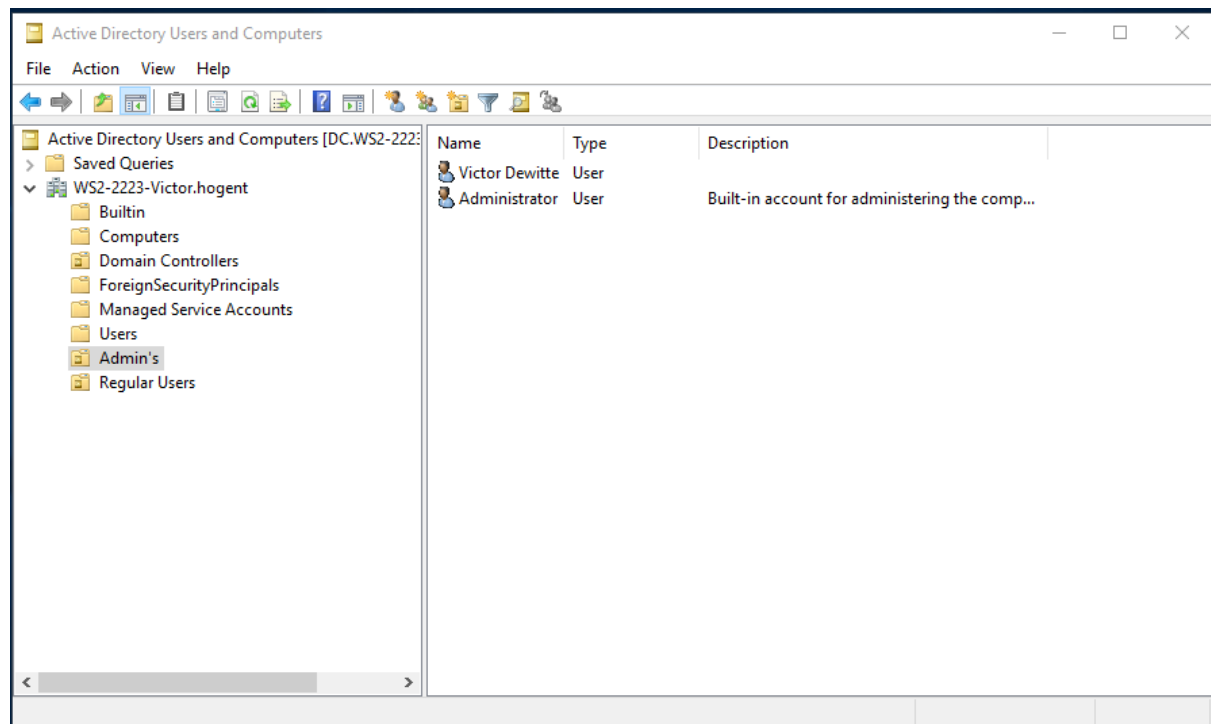 Active Directory Users and Computers
File Action View Help
Active Directory Users and Computers [DC.WS2-222
Saved Queries
WS2-2223-Victor.hogent
Builtin
Computers
Domain Controllers
ForeignSecurityPrincipals
Managed Service Accounts
Users
Admin's
Regular Users
Name Type Description
Victor Dewitte User
Administrator User Built-in account for administering the comp...